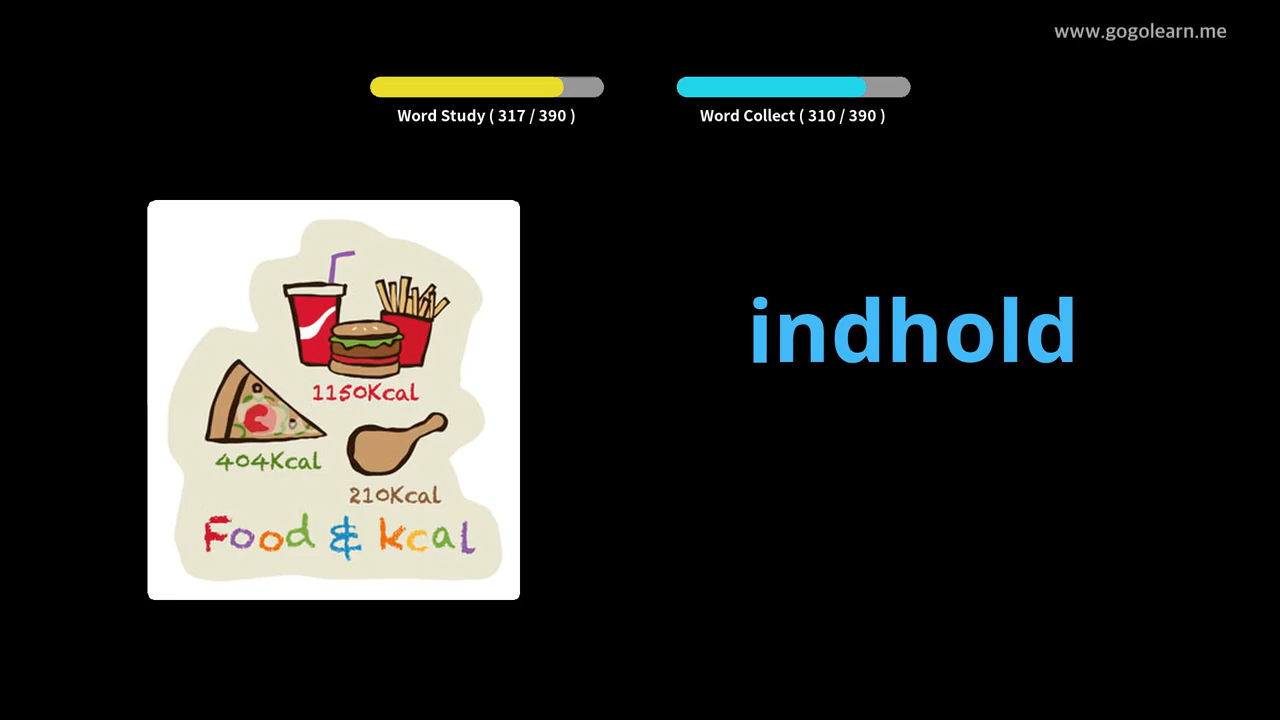 www.gogolearn.me
Word Study ( 317 / 390 )
Word Collect ( 310 / 390 )
1150Kcal
404Kcal
210Kcal
Food & kcal
indhold